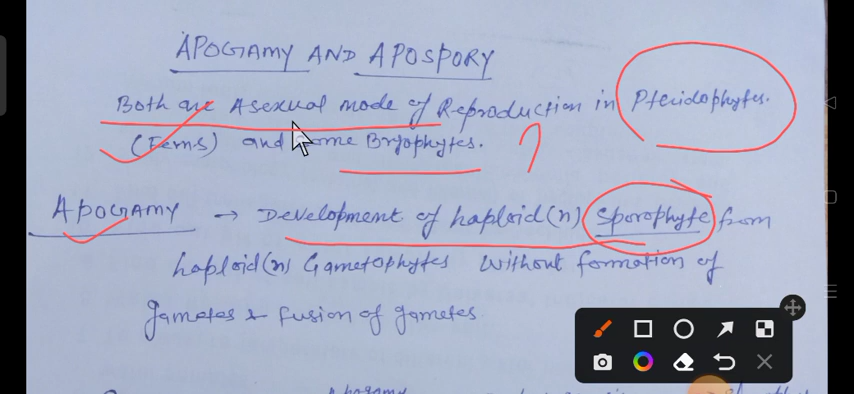 APOGAMY AND APOSPORY
Both are Asexual mode of Reproduction in Pteridophytes.
(Ferns) and some Bryophytes.
APOGAMY → Development of haploid(n) Sporophyte from
haploid(n) Gametophytes without formation of
gametes & fusion of gametes.
Apogamy